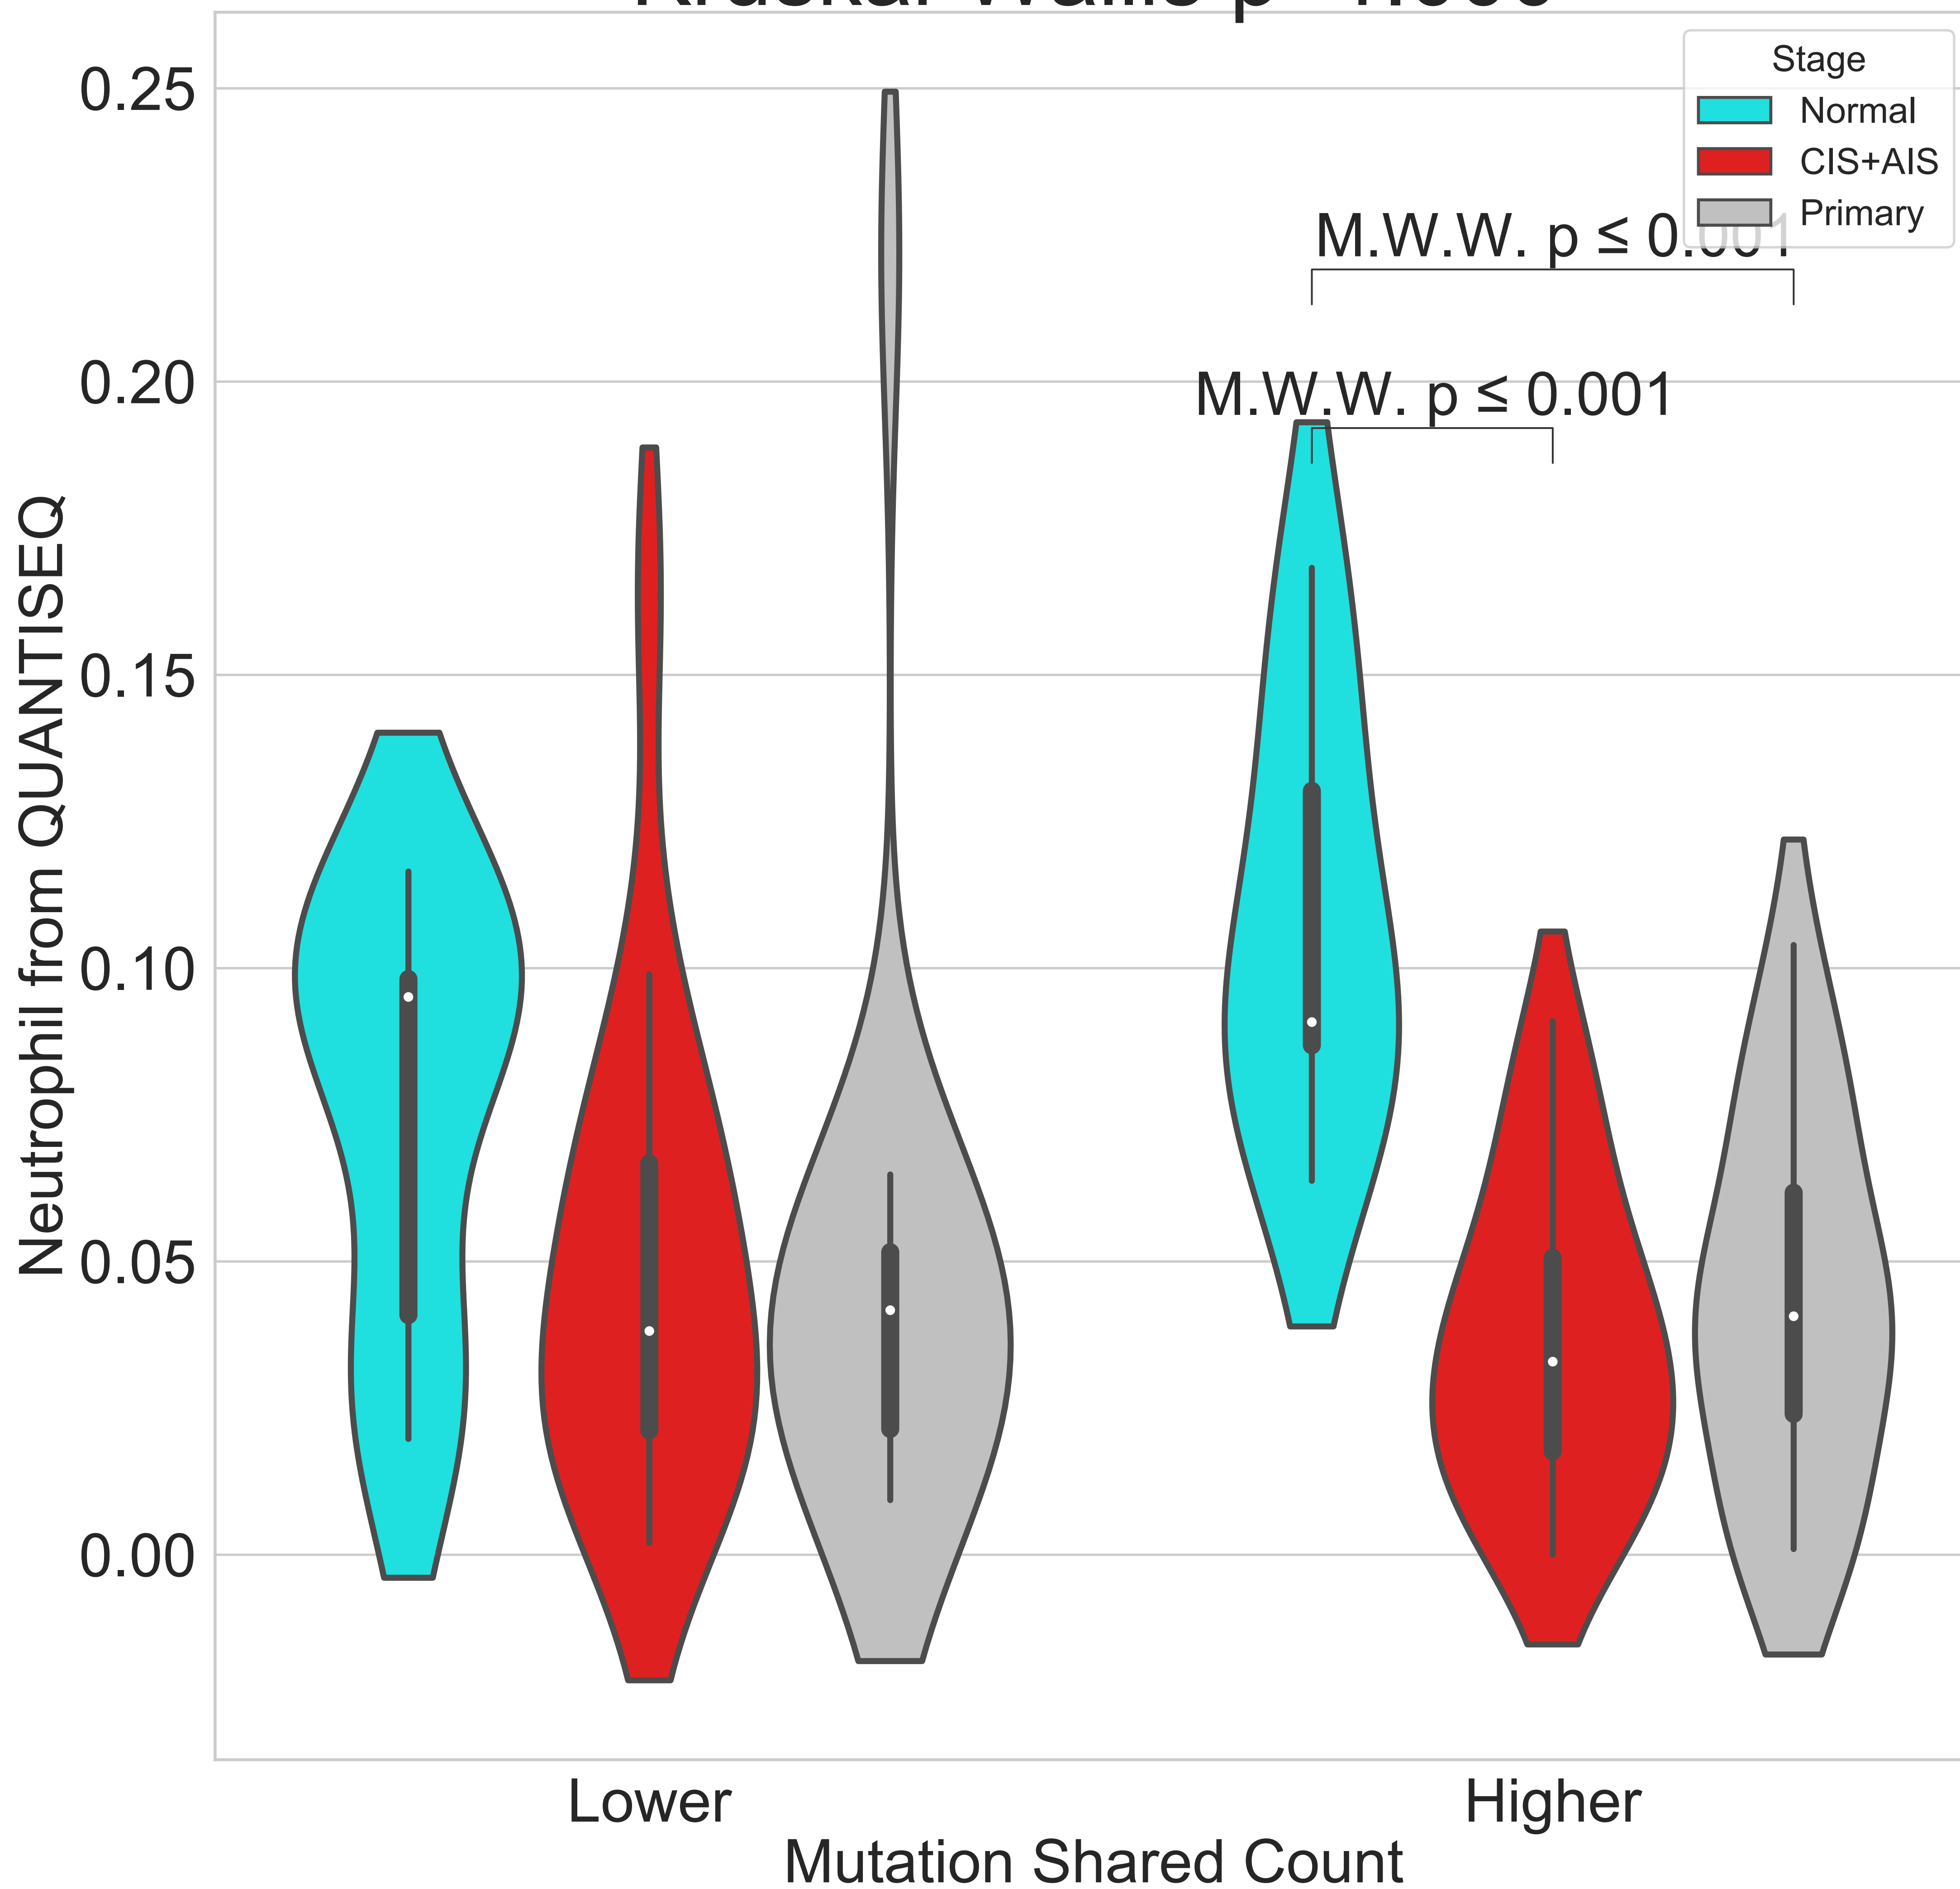 Stage
Normal
CIS+AIS
Primary
M.W.W. p ≤ 0.001
M.W.W. p ≤ 0.001
Neutrophil from QUANTISEQ
0.25
0.20
0.15
0.10
0.05
0.00
Lower
Higher
Mutation Shared Count